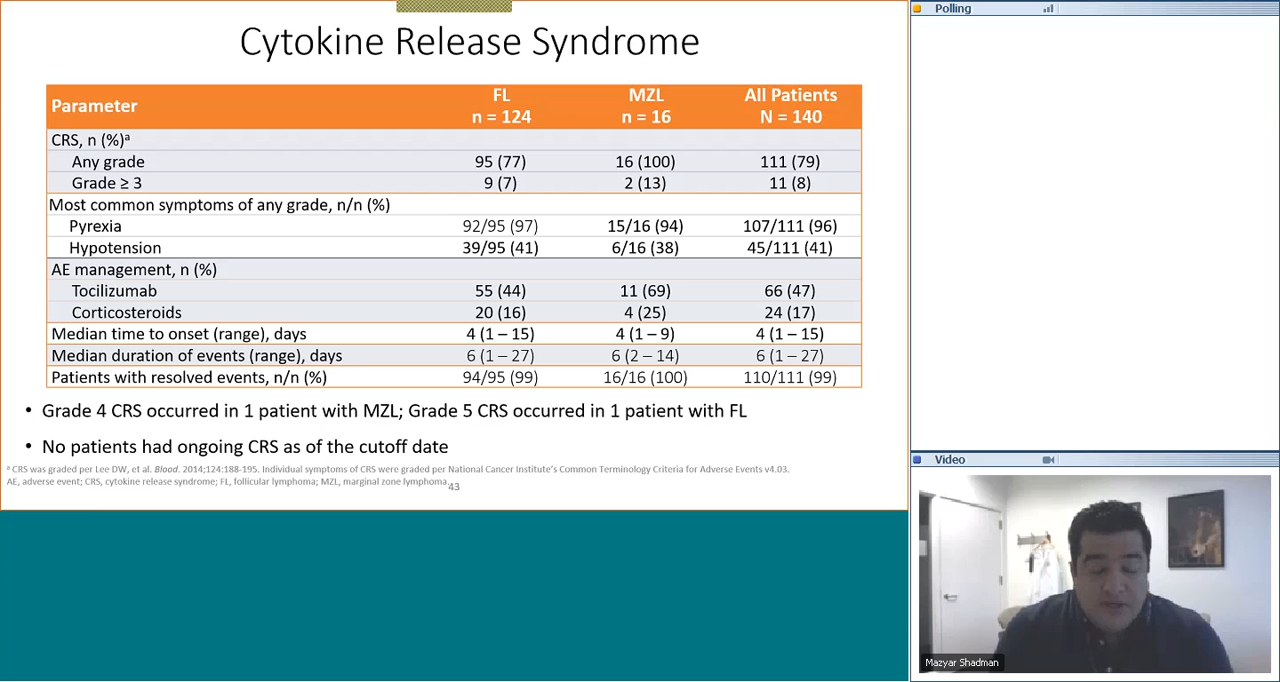 Cytokine Release Syndrome
Parameter FL MZL All Patients
n = 124 n = 16 N = 140
CRS, n (%)a
Any grade 95 (77) 16 (100) 111 (79)
Grade ≥ 3 9 (7) 2 (13) 11 (8)
Most common symptoms of any grade, n/n (%)
Pyrexia 92/95 (97) 15/16 (94) 107/111 (96)
Hypotension 39/95 (41) 6/16 (38) 45/111 (41)
AE management, n (%)
Tocilizumab 55 (44) 11 (69) 66 (47)
Corticosteroids 20 (16) 4 (25) 24 (17)
Median time to onset (range), days 4 (1 – 15) 4 (1 – 9) 4 (1 – 15)
Median duration of events (range), days 6 (1 – 27) 6 (2 – 14) 6 (1 – 27)
Patients with resolved events, n/n (%) 94/95 (99) 16/16 (100) 110/111 (99)
• Grade 4 CRS occurred in 1 patient with MZL; Grade 5 CRS occurred in 1 patient with FL
• No patients had ongoing CRS as of the cutoff date
a CRS was graded per Lee DW, et al. Blood. 2014;124:188-195. Individual symptoms of CRS were graded per National Cancer Institute's Common Terminology Criteria for Adverse Events v4.03.
AE, adverse event; CRS, cytokine release syndrome; FL, follicular lymphoma; MZL, marginal zone lymphoma.
43
Polling
Video
Mazyar Shadman